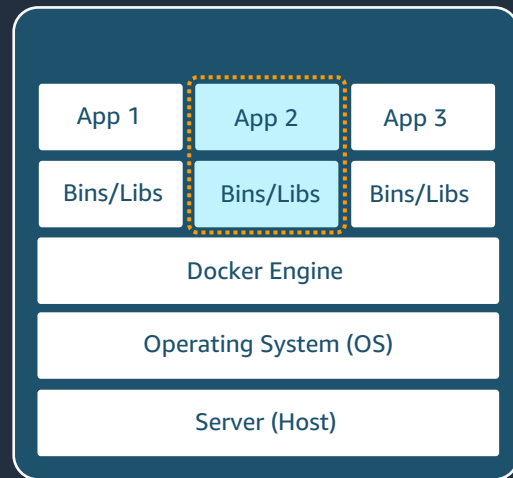 App 1
App 2
App 3
Bins/Libs
Bins/Libs
Bins/Libs
Docker Engine
Operating System (OS)
Server (Host)